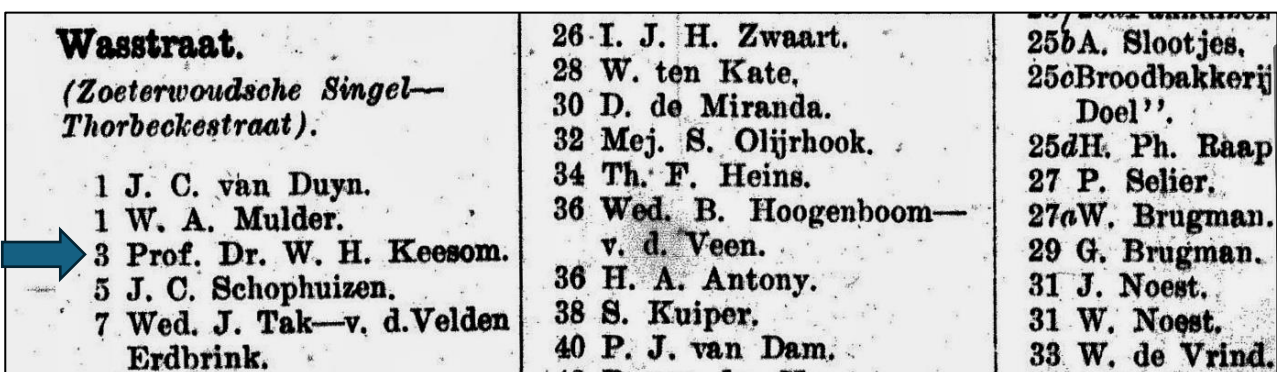 Wasstraat.
(Zoeterwoudsche Singel—
Thorbeckestraat).
1 J. C. van Duyn.
1 W. A. Mulder.
3 Prof. Dr. W. H. Keesom.
5 J. C. Schophuizen.
7 Wed. J. Tak—v. d.Velden
Erdbrink.
26 I. J. H. Zwaart.
28 W. ten Kate.
30 D. de Miranda.
32 Mej. S. Olijrhook.
34 Th. F. Heins.
36 Wed. B. Hoogenboom—
v. d. Veen.
36 H. A. Antony.
38 S. Kuiper.
40 P. J. van Dam.
25bA. Slootjes.
25cBroodbakkerij
Doel”.
25dH. Ph. Raap
27 P. Selier.
27aW. Brugman.
29 G. Brugman.
31 J. Noest.
31 W. Noest.
33 W. de Vrind.